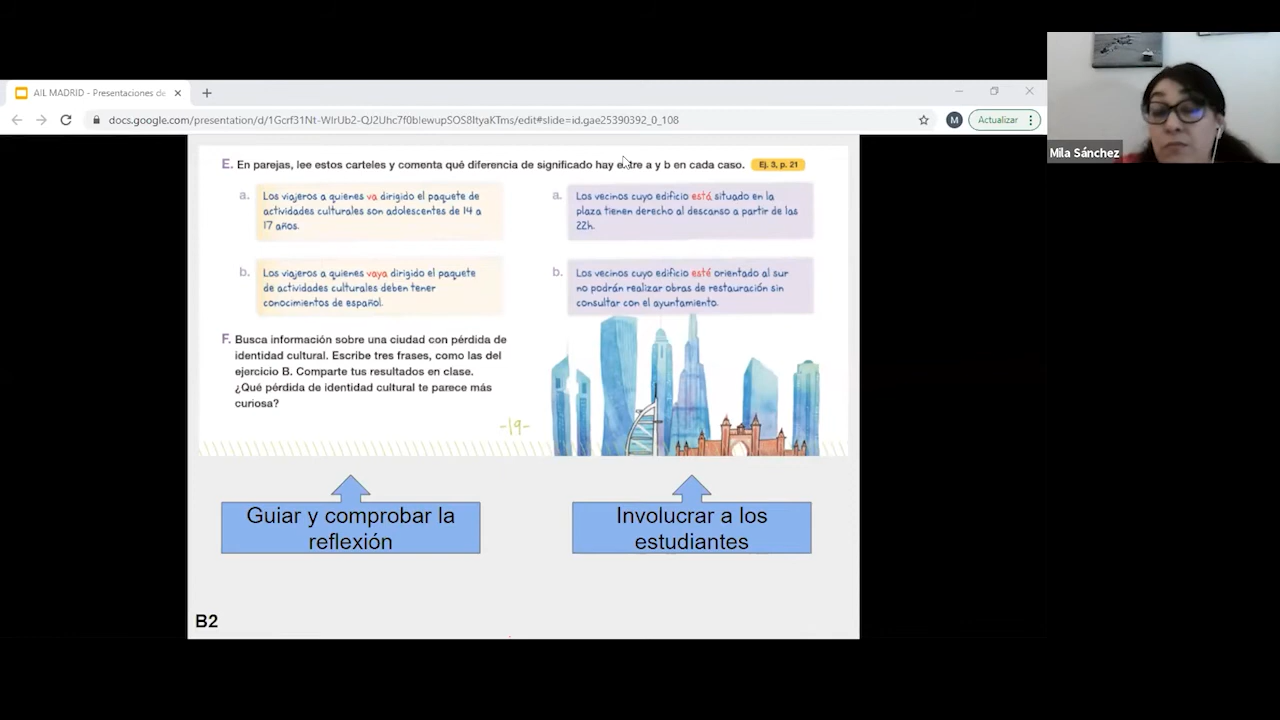 AIL MADRID - Presentaciones de
docs.google.com/presentation/d/1Gcrf31Nt-WlrUb2-QJ2Uhc7f0blewupSOS8ItyaKTms/edit#slide=id.gae25390392_0_108
M
Actualizar
Mila Sánchez
E. En parejas, lee estos carteles y comenta qué diferencia de significado hay entre a y b en cada caso. Ej. 3, p. 21
a. Los viajeros a quienes va dirigido el paquete de
actividades culturales son adolescentes de 14 a
17 años.
b. Los viajeros a quienes vaya dirigido el paquete
de actividades culturales deben tener
conocimientos de español.
a. Los vecinos cuyo edificio está situado en la
plaza tienen derecho al descanso a partir de las
22h.
b. Los vecinos cuyo edificio esté orientado al sur
no podrán realizar obras de restauración sin
consultar con el ayuntamiento.
F. Busca información sobre una ciudad con pérdida de
identidad cultural. Escribe tres frases, como las del
ejercicio B. Comparte tus resultados en clase.
¿Qué pérdida de identidad cultural te parece más
curiosa?
-19-
Guiar y comprobar la
reflexión
Involucrar a los
estudiantes
B2